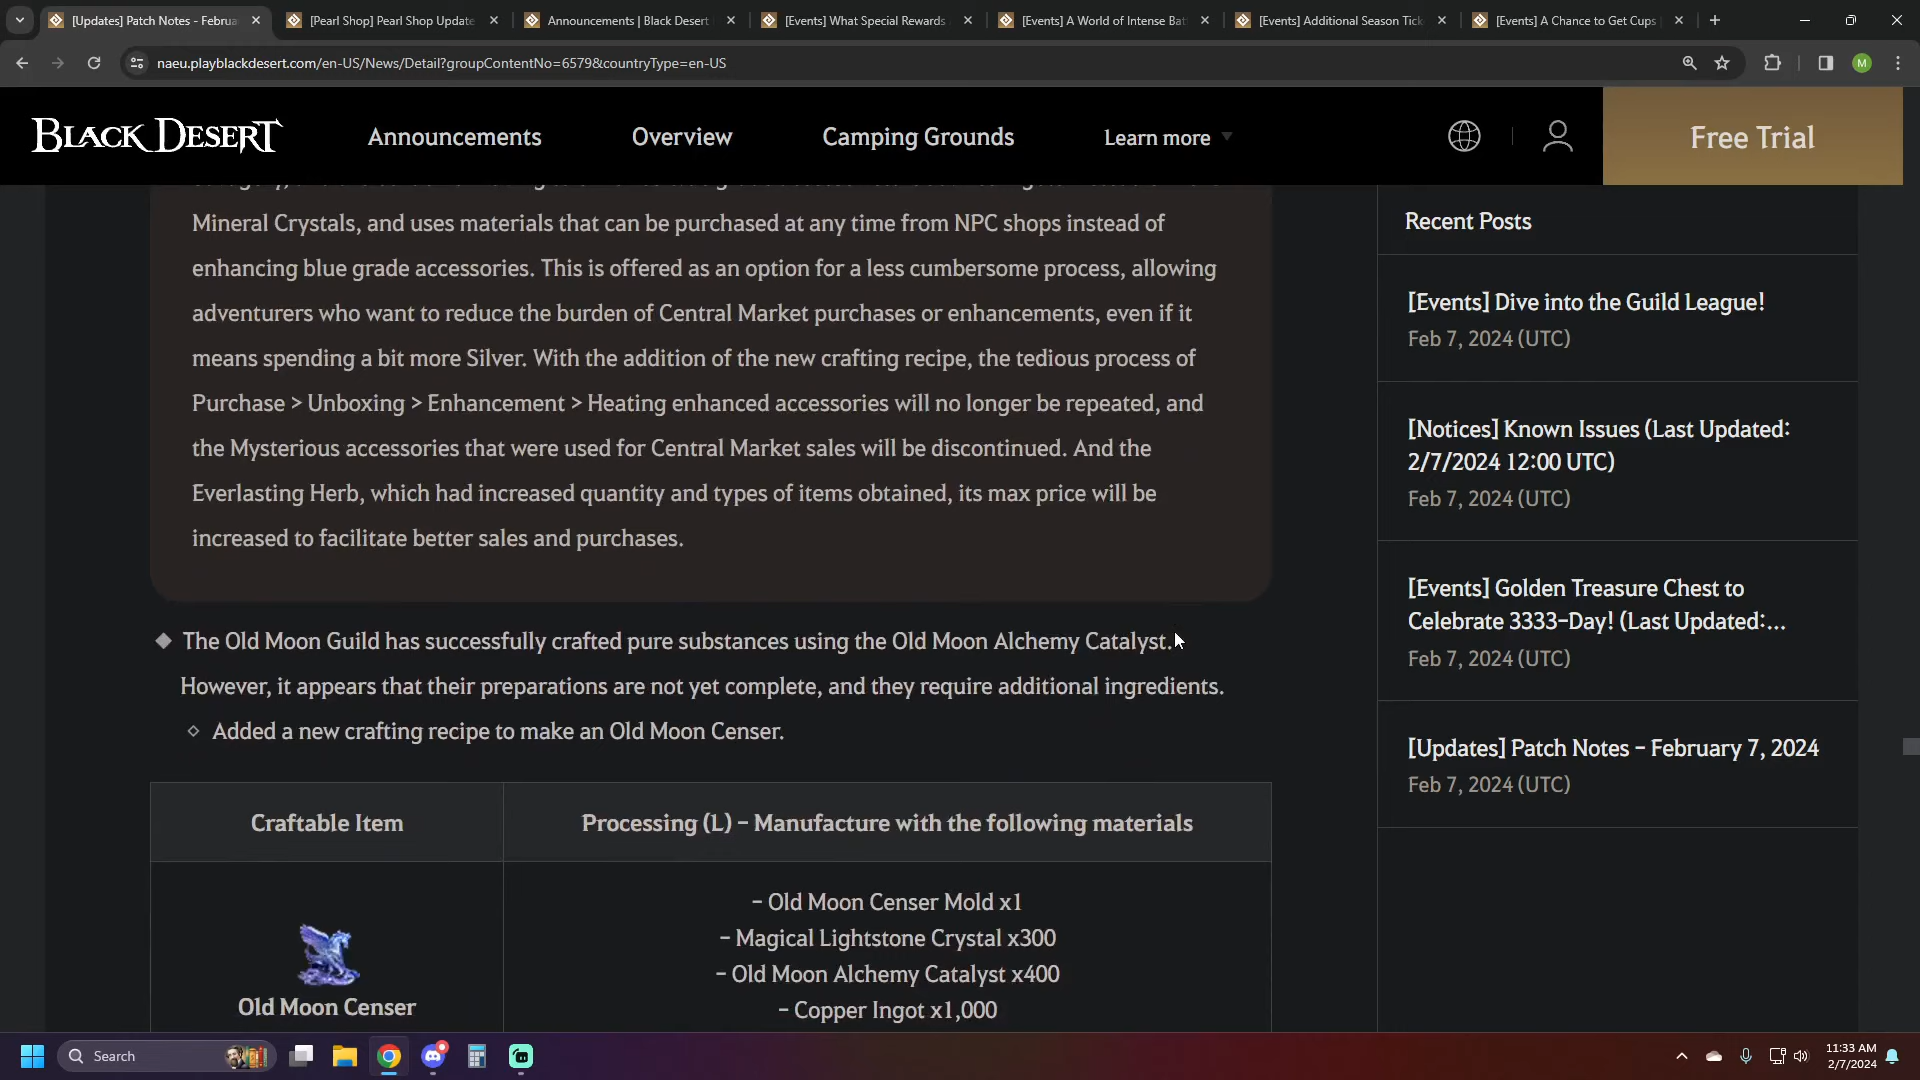 [Updates] Patch Notes - Februa
[Pearl Shop] Pearl Shop Update
Announcements | Black Desert
[Events] What Special Rewards
[Events] A World of Intense Bat
[Events] Additional Season Tick
[Events] A Chance to Get Cups
naeu.playblackdesert.com/en-US/News/Detail?groupContentNo=6579&countryType=en-US
M
BLACK DESERT
Announcements
Overview
Camping Grounds
Learn more
Free Trial
Mineral Crystals, and uses materials that can be purchased at any time from NPC shops instead of
enhancing blue grade accessories. This is offered as an option for a less cumbersome process, allowing
adventurers who want to reduce the burden of Central Market purchases or enhancements, even if it
means spending a bit more Silver. With the addition of the new crafting recipe, the tedious process of
Purchase > Unboxing > Enhancement > Heating enhanced accessories will no longer be repeated, and
the Mysterious accessories that were used for Central Market sales will be discontinued. And the
Everlasting Herb, which had increased quantity and types of items obtained, its max price will be
increased to facilitate better sales and purchases.
◆ The Old Moon Guild has successfully crafted pure substances using the Old Moon Alchemy Catalyst.
However, it appears that their preparations are not yet complete, and they require additional ingredients.
◇ Added a new crafting recipe to make an Old Moon Censer.
Craftable Item
Processing (L) – Manufacture with the following materials
Old Moon Censer
– Old Moon Censer Mold x1
– Magical Lightstone Crystal x300
– Old Moon Alchemy Catalyst x400
– Copper Ingot x1,000
Recent Posts
[Events] Dive into the Guild League!
Feb 7, 2024 (UTC)
[Notices] Known Issues (Last Updated:
2/7/2024 12:00 UTC)
Feb 7, 2024 (UTC)
[Events] Golden Treasure Chest to
Celebrate 3333-Day! (Last Updated:...
Feb 7, 2024 (UTC)
[Updates] Patch Notes – February 7, 2024
Feb 7, 2024 (UTC)
Search
11:33 AM
2/7/2024